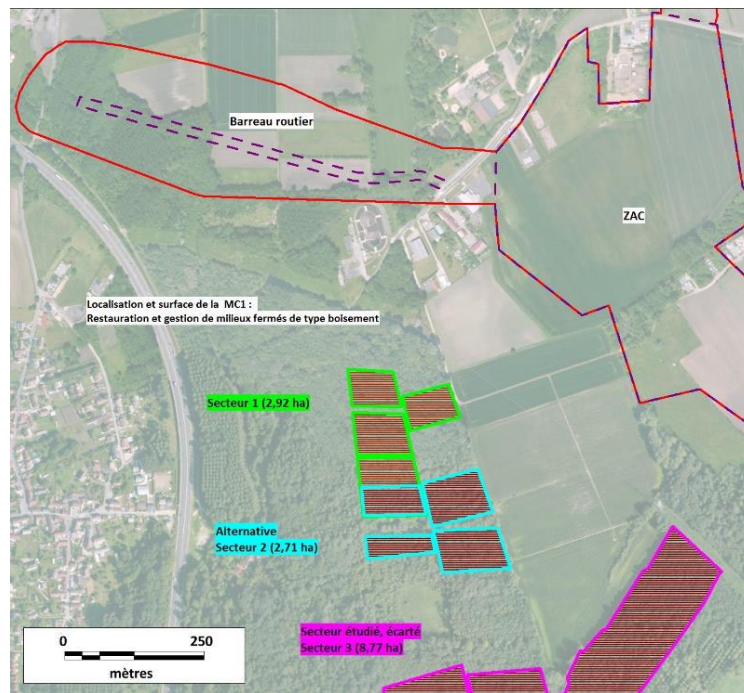 Barreau routier
ZAC
Localisation et surface de la MC1 :
Restauration et gestion de milieux fermés de type boisement
Secteur 1 (2,92 ha)
Alternative
Secteur 2 (2,71 ha)
Secteur étudié, écarté
Secteur 3 (8,77 ha)
0 250
mètres